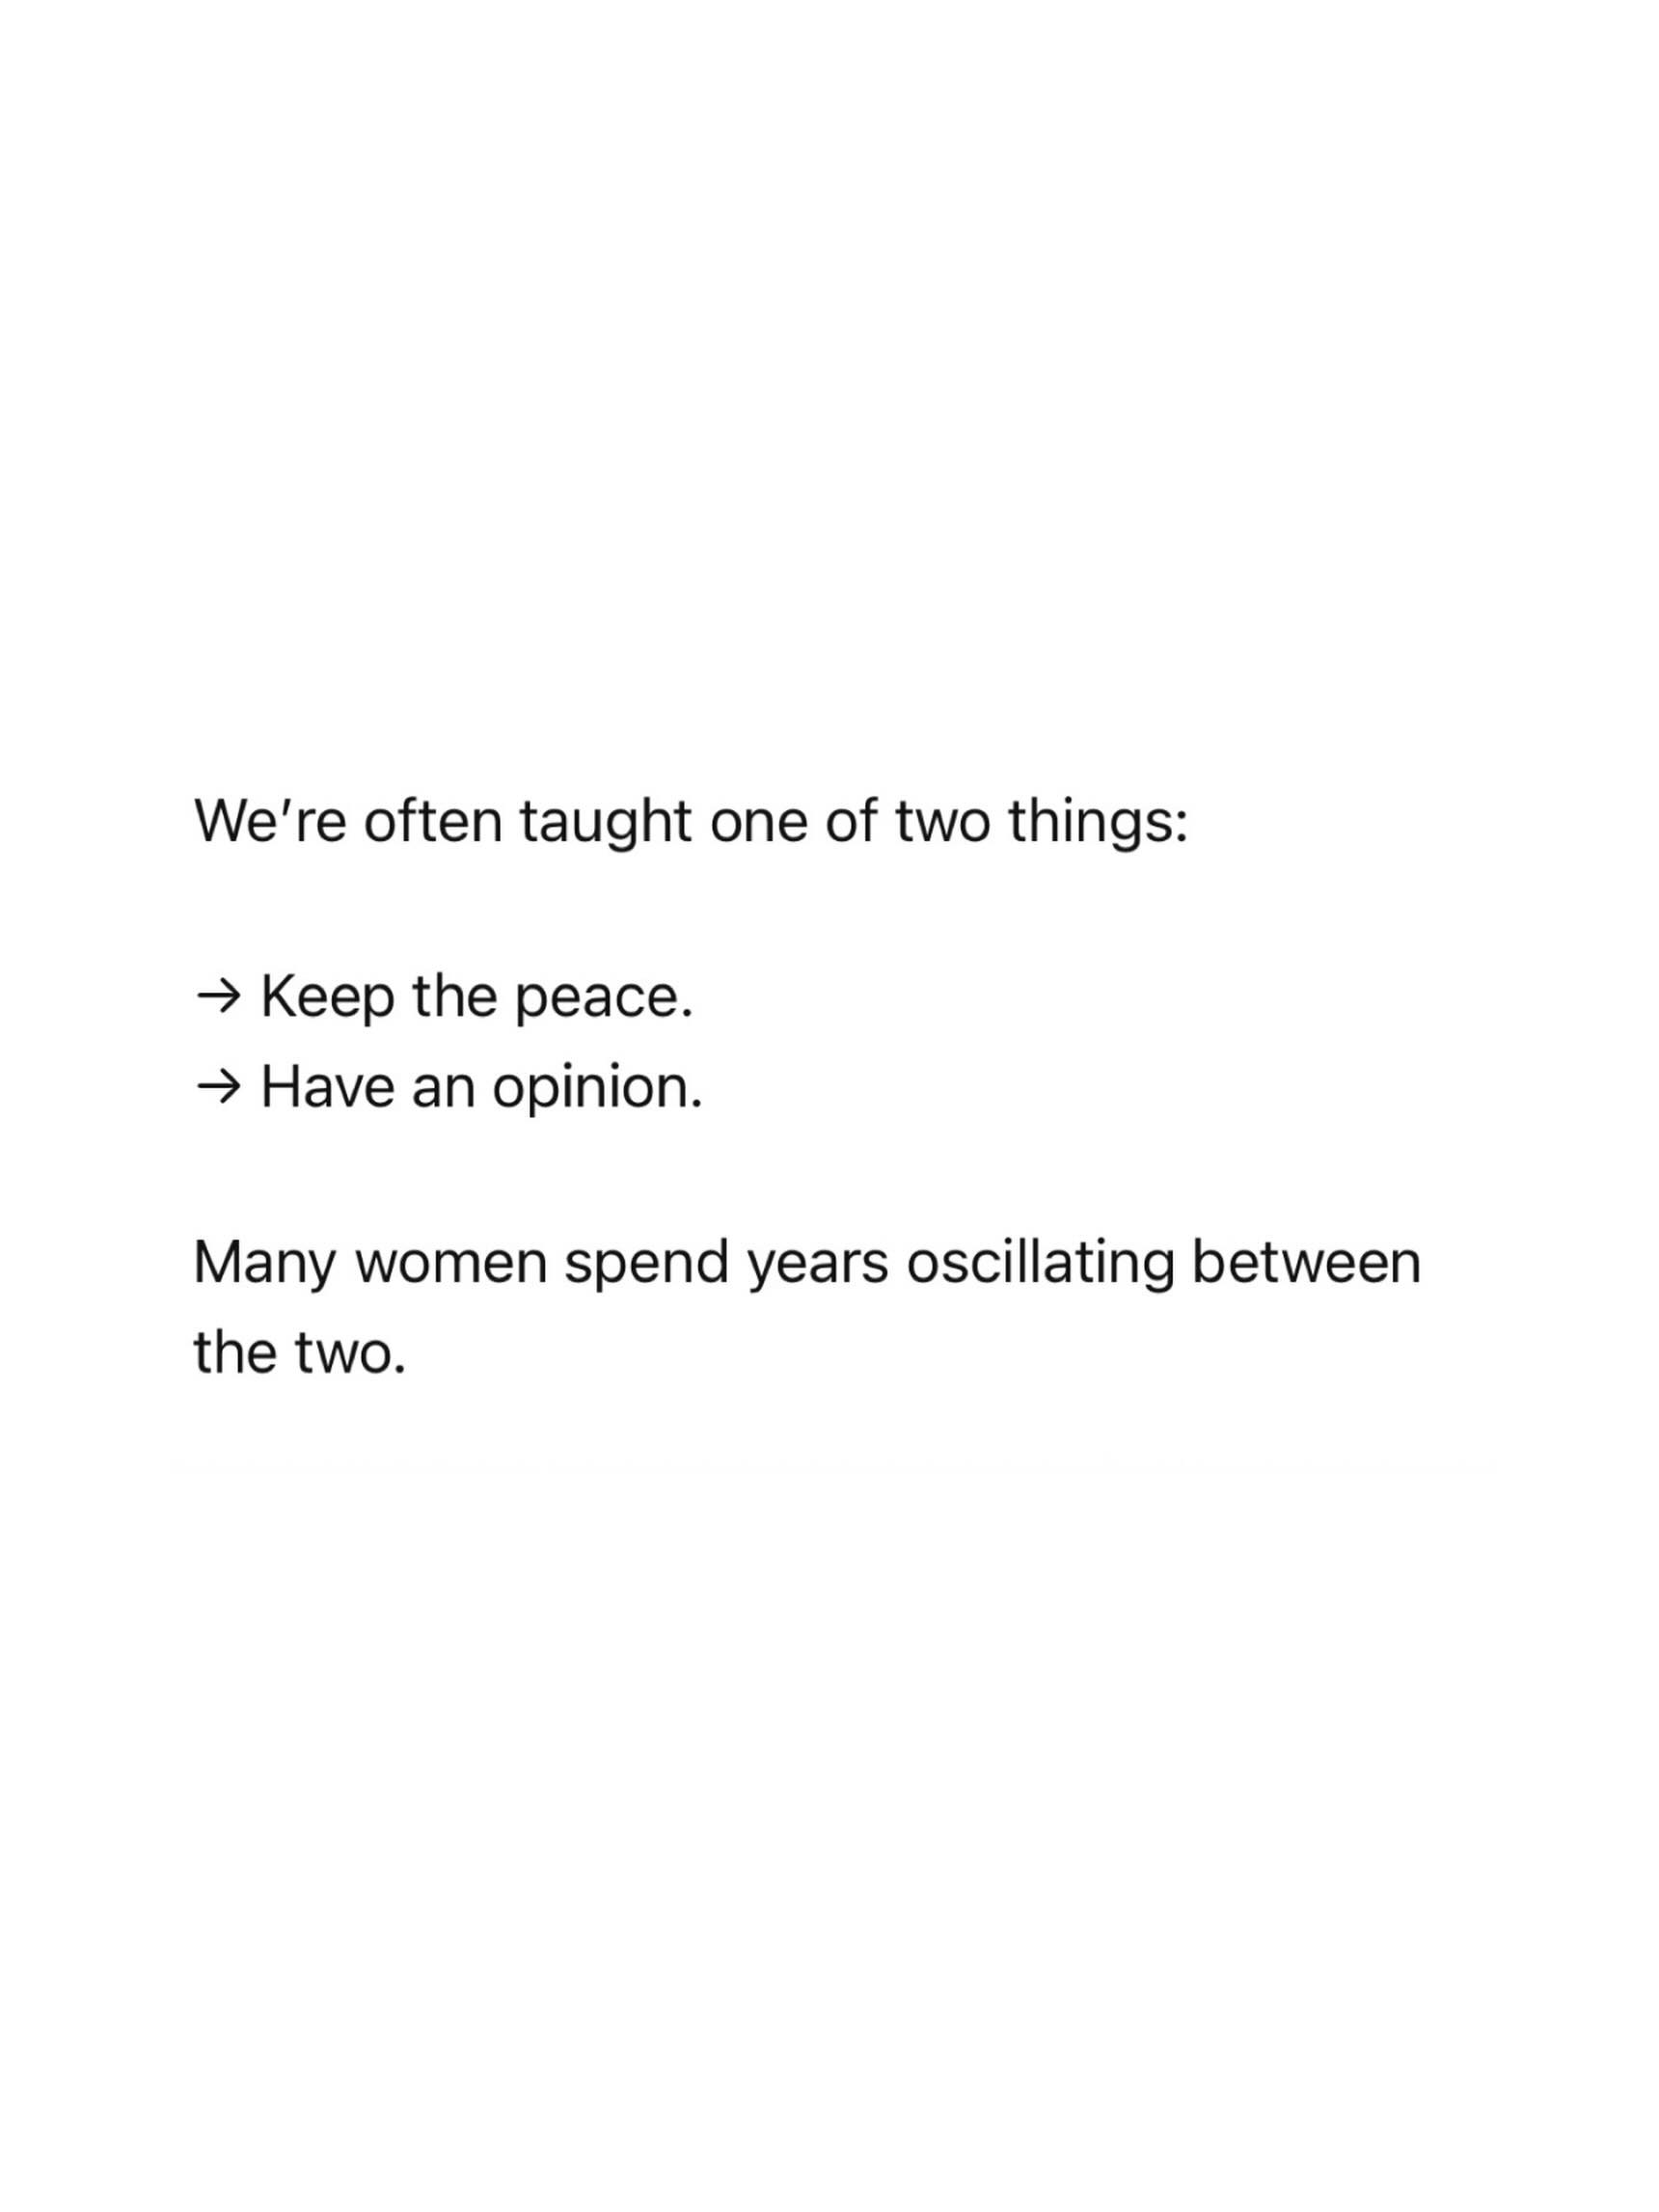 We’re often taught one of two things:
→ Keep the peace.
→ Have an opinion.
Many women spend years oscillating between
the two.